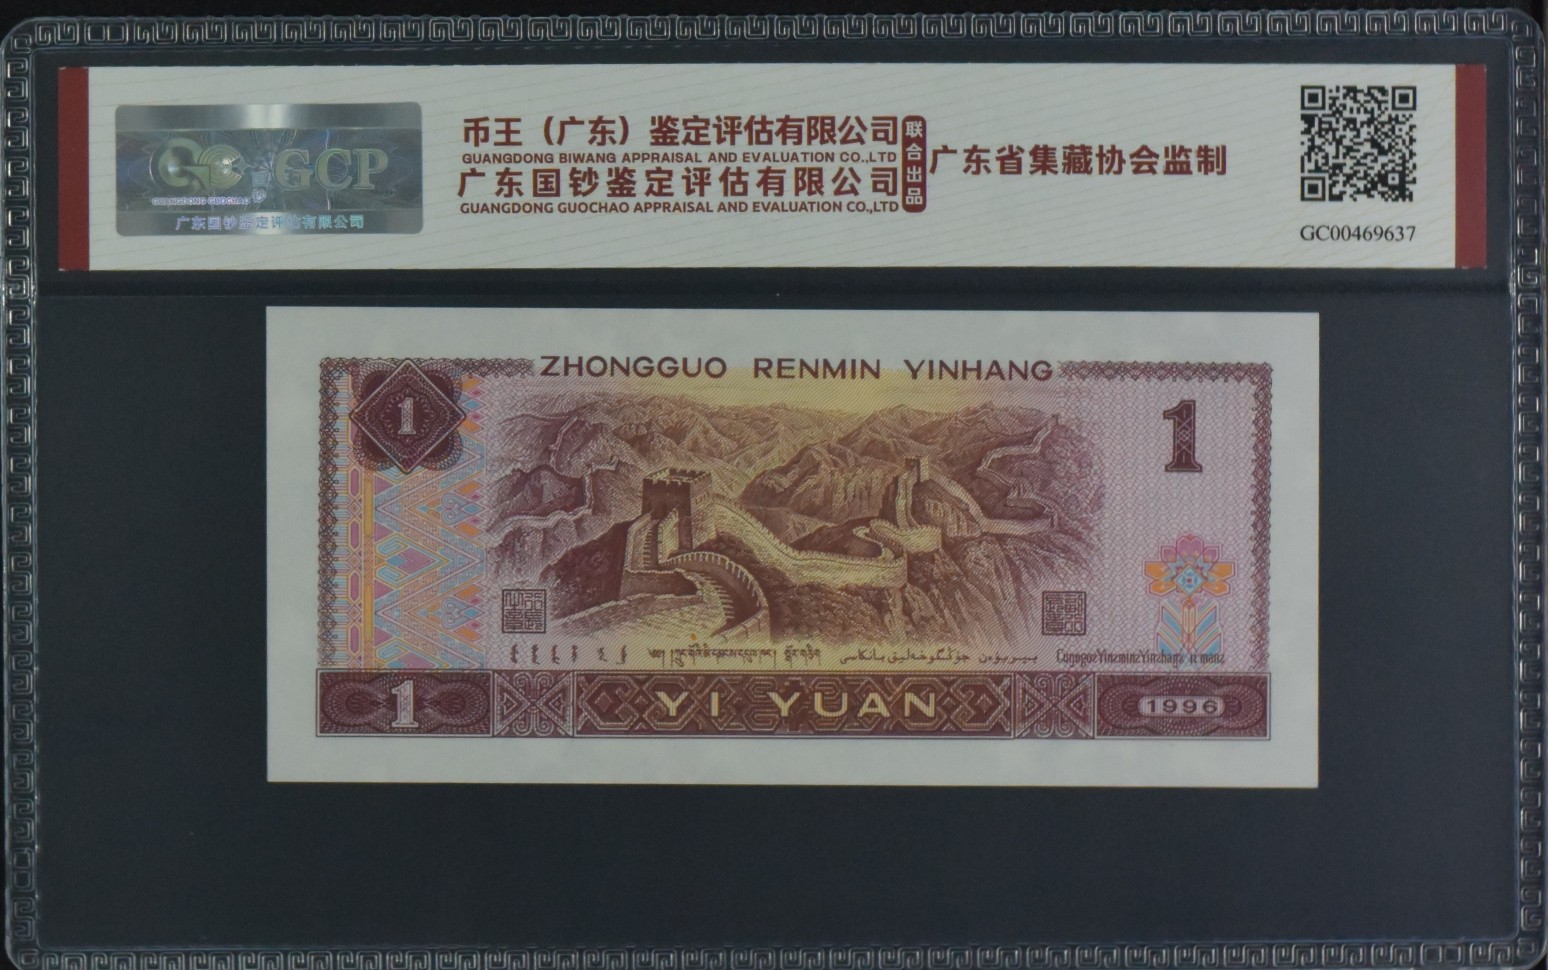 币王（广东）鉴定评估有限公司
GUANGDONG BIWANG APPRAISAL AND EVALUATION CO.,LTD
广东国钞鉴定评估有限公司
GUANGDONG GUOCHAO APPRAISAL AND EVALUATION CO.,LTD
联合出品
广东省集藏协会监制
GCP
GUANGDONG GUOCHAO
广东国钞鉴定评估有限公司
GC00469637
ZHONGGUO RENMIN YINHANG
1
1
1
YI YUAN
1996